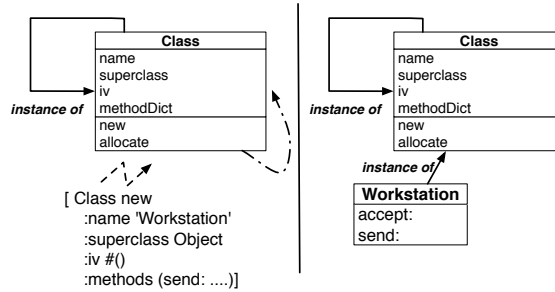 Class
name
superclass
iv
instance of
methodDict
new
allocate
[ Class new
:name 'Workstation'
:superclass Object
:iv #()
:methods (send: ....)]
Class
name
superclass
iv
instance of
methodDict
new
allocate
instance of
Workstation
accept:
send: